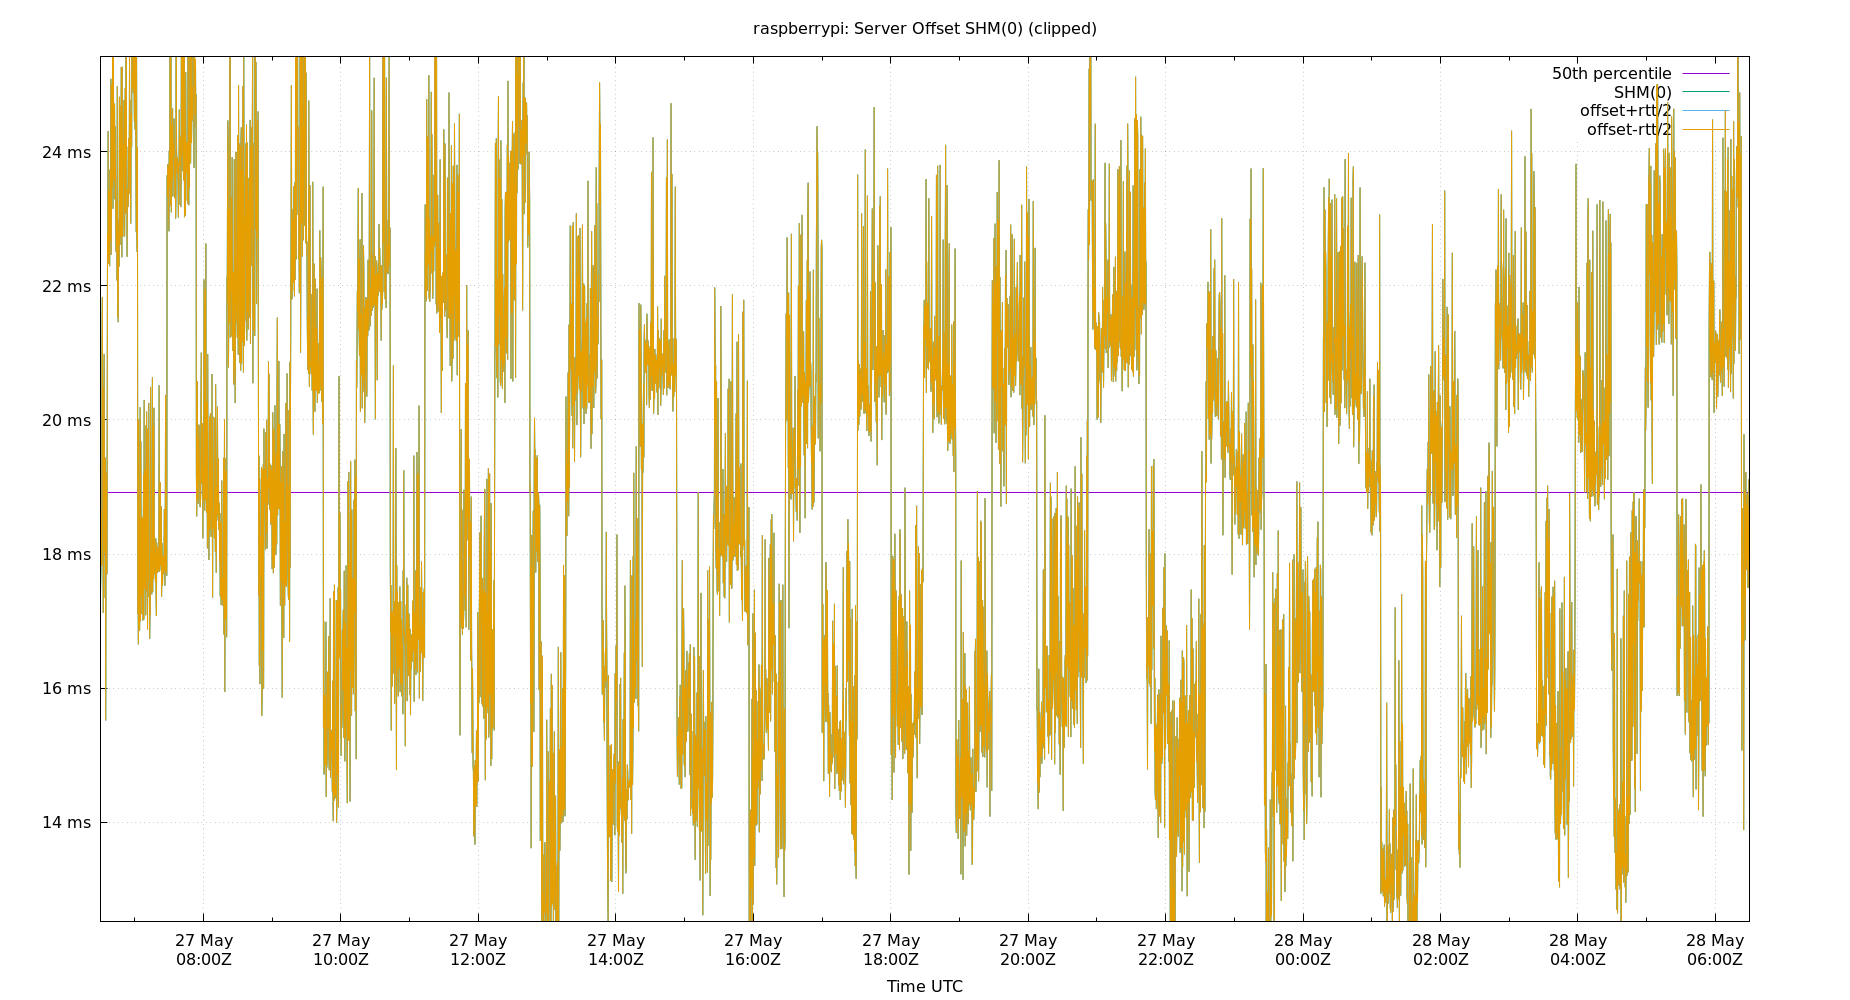 raspberrypi: Server Offset SHM(0) (clipped)
50th percentile
SHM(0)
offset+rtt/2
offset-rtt/2
24 ms
22 ms
20 ms
18 ms
16 ms
14 ms
27 May 27 May 27 May 27 May 27 May 27 May 27 May 27 May 28 May 28 May 28 May 28 May
08:00Z 10:00Z 12:00Z 14:00Z 16:00Z 18:00Z 20:00Z 22:00Z 00:00Z 02:00Z 04:00Z 06:00Z
Time UTC